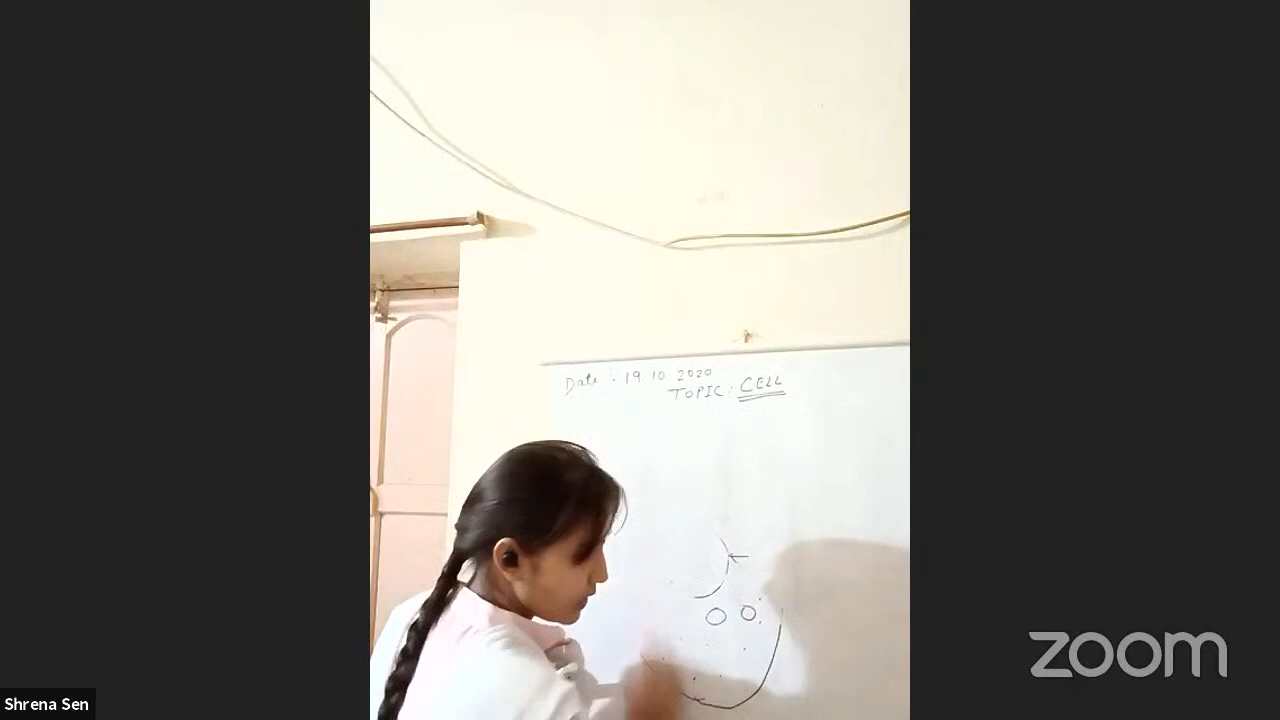 Date :- 19.10.2020
TOPIC: CELL
zoom
Shrena Sen